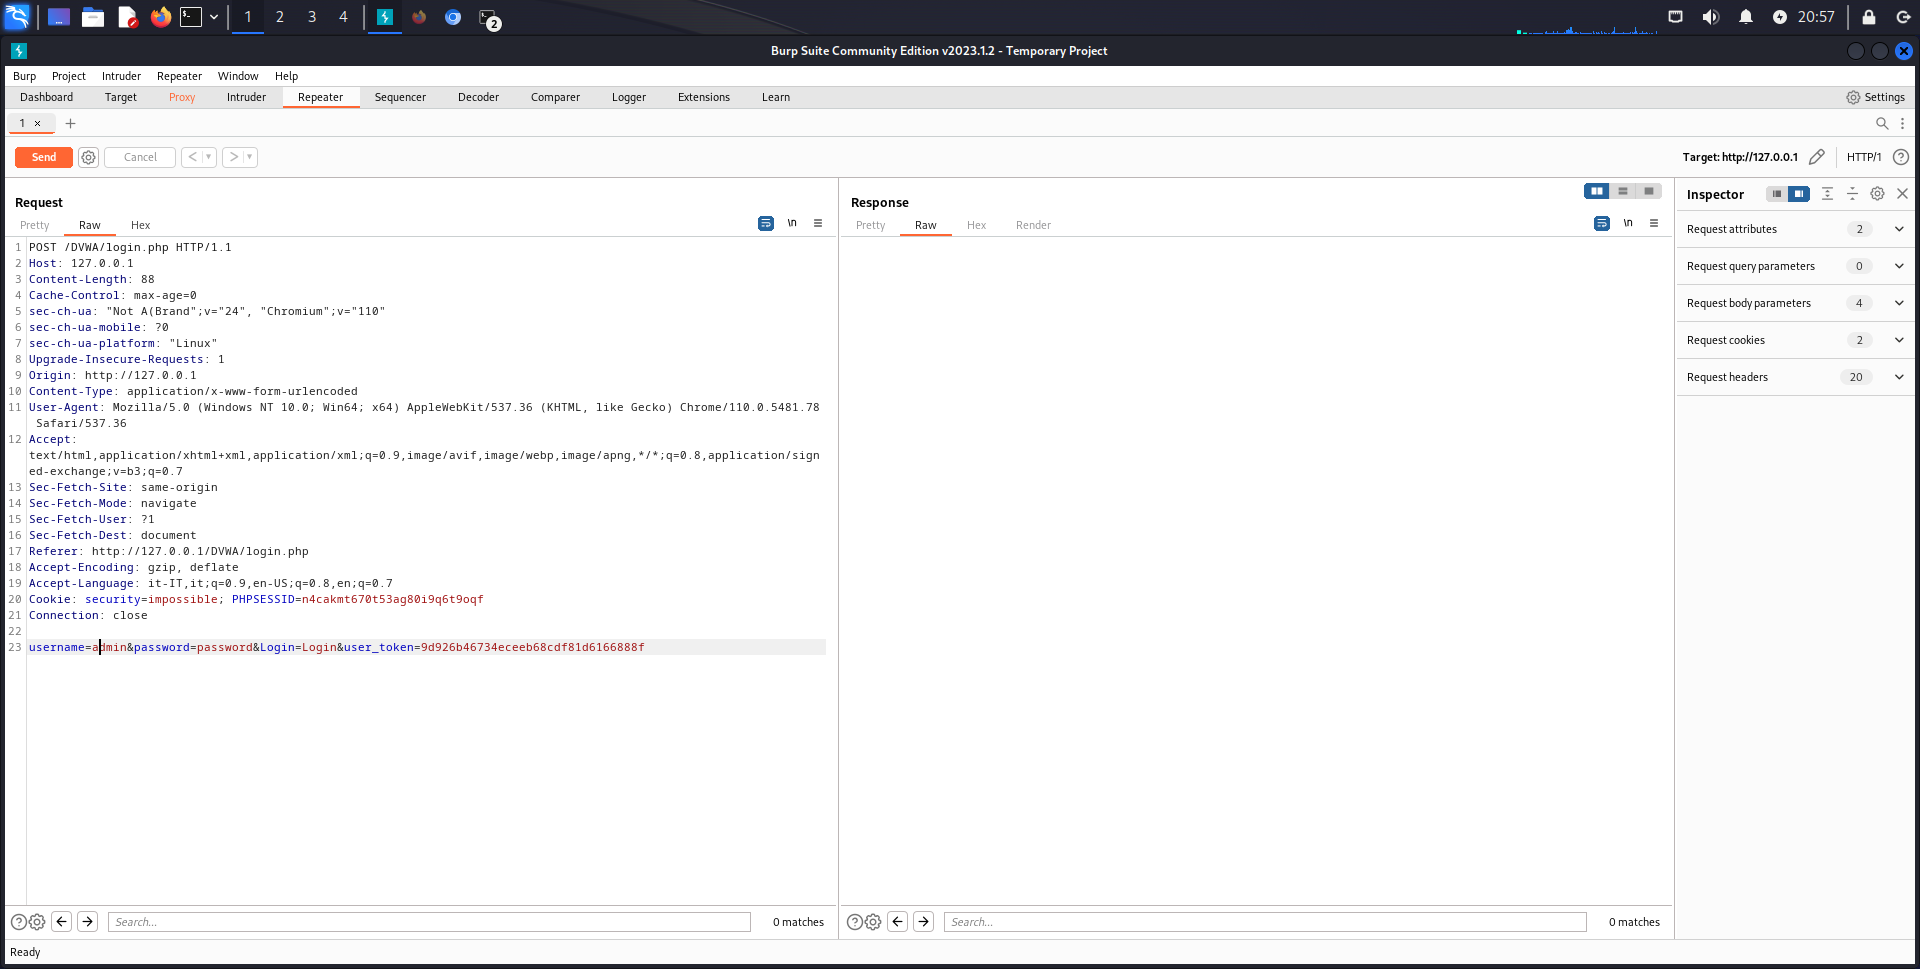 1 2 3 4 2 20:57
Burp Suite Community Edition v2023.1.2 - Temporary Project
Burp Project Intruder Repeater Window Help
Dashboard Target Proxy Intruder Repeater Sequencer Decoder Comparer Logger Extensions Learn Settings
1 × +
Send Cancel < > Target: http://127.0.0.1 HTTP/1 ?
Request
Pretty Raw Hex \n
1 POST /DVWA/login.php HTTP/1.1
2 Host: 127.0.0.1
3 Content-Length: 88
4 Cache-Control: max-age=0
5 sec-ch-ua: "Not A(Brand";v="24", "Chromium";v="110"
6 sec-ch-ua-mobile: ?0
7 sec-ch-ua-platform: "Linux"
8 Upgrade-Insecure-Requests: 1
9 Origin: http://127.0.0.1
10 Content-Type: application/x-www-form-urlencoded
11 User-Agent: Mozilla/5.0 (Windows NT 10.0; Win64; x64) AppleWebKit/537.36 (KHTML, like Gecko) Chrome/110.0.5481.78
Safari/537.36
12 Accept:
text/html,application/xhtml+xml,application/xml;q=0.9,image/avif,image/webp,image/apng,*/*;q=0.8,application/sign
ed-exchange;v=b3;q=0.7
13 Sec-Fetch-Site: same-origin
14 Sec-Fetch-Mode: navigate
15 Sec-Fetch-User: ?1
16 Sec-Fetch-Dest: document
17 Referer: http://127.0.0.1/DVWA/login.php
18 Accept-Encoding: gzip, deflate
19 Accept-Language: it-IT,it;q=0.9,en-US;q=0.8,en;q=0.7
20 Cookie: security=impossible; PHPSESSID=n4cakmt670t53ag80i9q6t9oqf
21 Connection: close
22
23 username=admin&password=password&Login=Login&user_token=9d926b46734eceeb68cdf81d6166888f
? Search... 0 matches
Response
Pretty Raw Hex Render \n
? Search... 0 matches
Inspector
Request attributes 2
Request query parameters 0
Request body parameters 4
Request cookies 2
Request headers 20
Ready